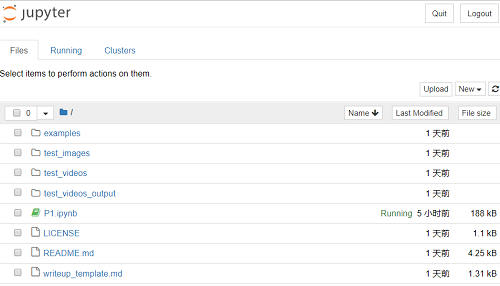 jupyter Quit Logout
Files Running Clusters
Select items to perform actions on them.
Upload New
0 / Name Last Modified File size
examples 1 天前
test_images 1 天前
test_videos 1 天前
test_videos_output 1 天前
P1.ipynb Running 5 小时前 188 kB
LICENSE 1 天前 1.1 kB
README.md 1 天前 4.25 kB
writeup_template.md 1 天前 1.31 kB